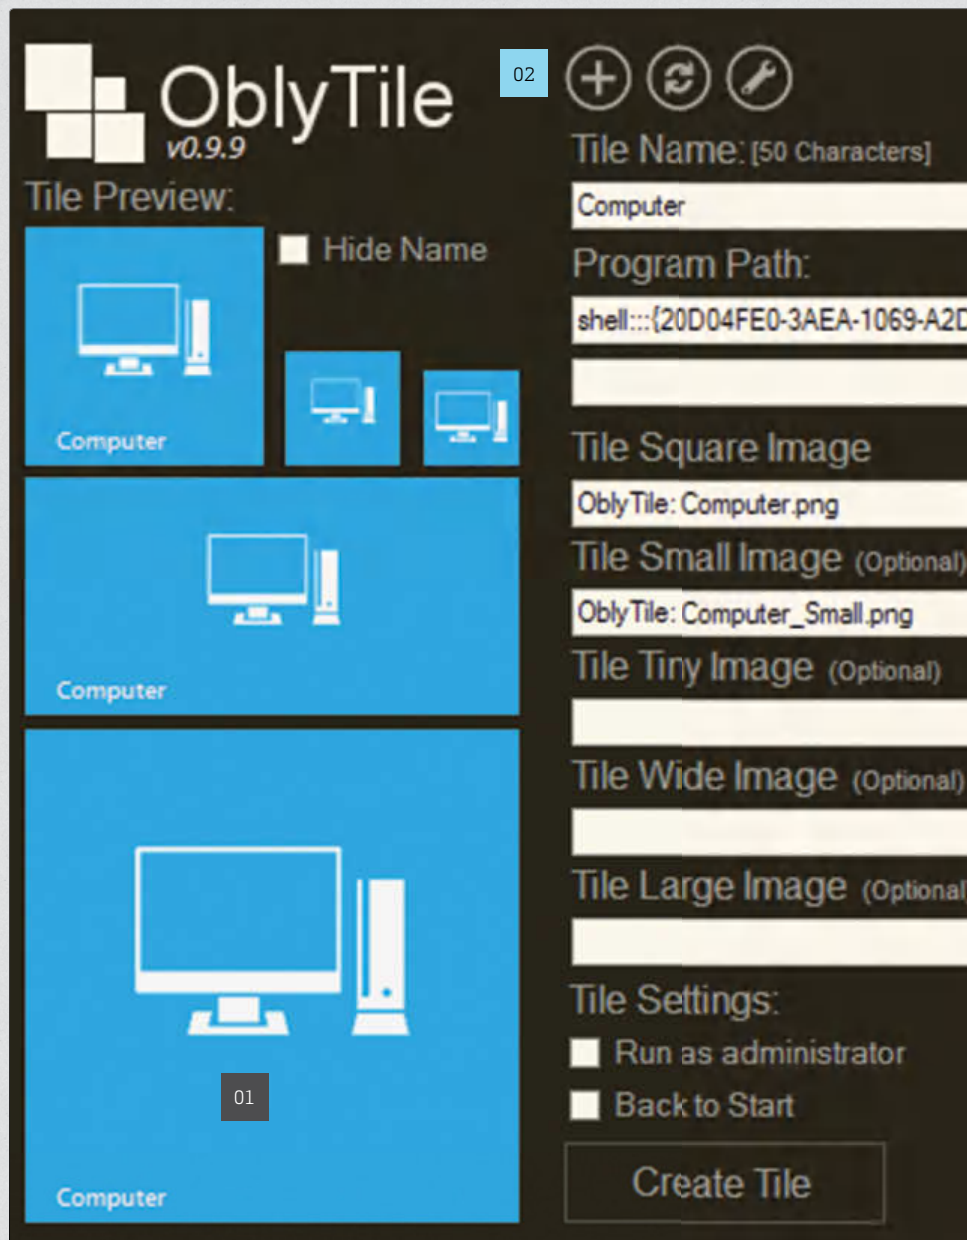 OblyTile
v0.9.9
Tile Preview:
Hide Name
Computer
Computer
01
Computer
02
Tile Name: [50 Characters]
Computer
Program Path:
shell:::{20D04FE0-3AEA-1069-A2D
Tile Square Image
OblyTile: Computer.png
Tile Small Image (Optional)
OblyTile: Computer_Small.png
Tile Tiny Image (Optional)
Tile Wide Image (Optional)
Tile Large Image (Optional
Tile Settings:
Run as administrator
Back to Start
Create Tile